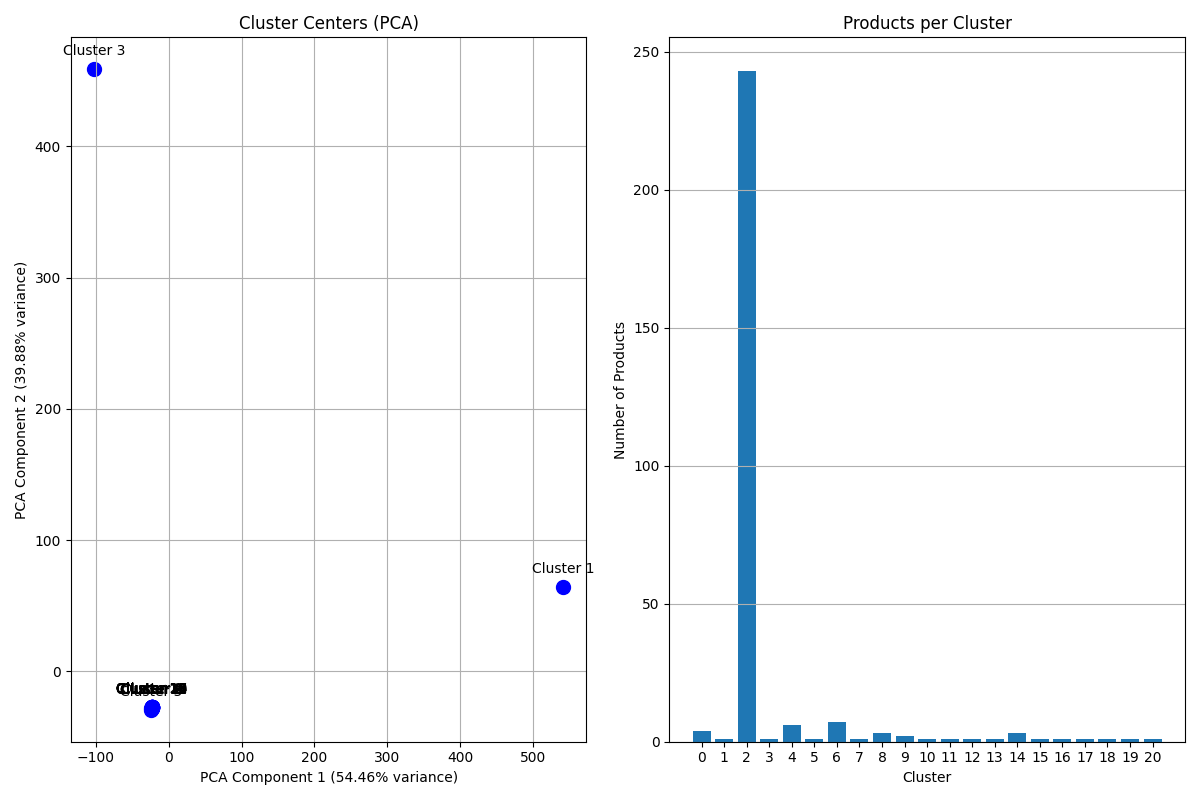 Cluster Centers (PCA)
Cluster 3
400
300
200
100
0
Cluster 1
−100 0 100 200 300 400 500
PCA Component 1 (54.46% variance)
PCA Component 2 (39.88% variance)
Products per Cluster
250
200
150
100
50
0
0 1 2 3 4 5 6 7 8 9 10 11 12 13 14 15 16 17 18 19 20
Cluster
Number of Products